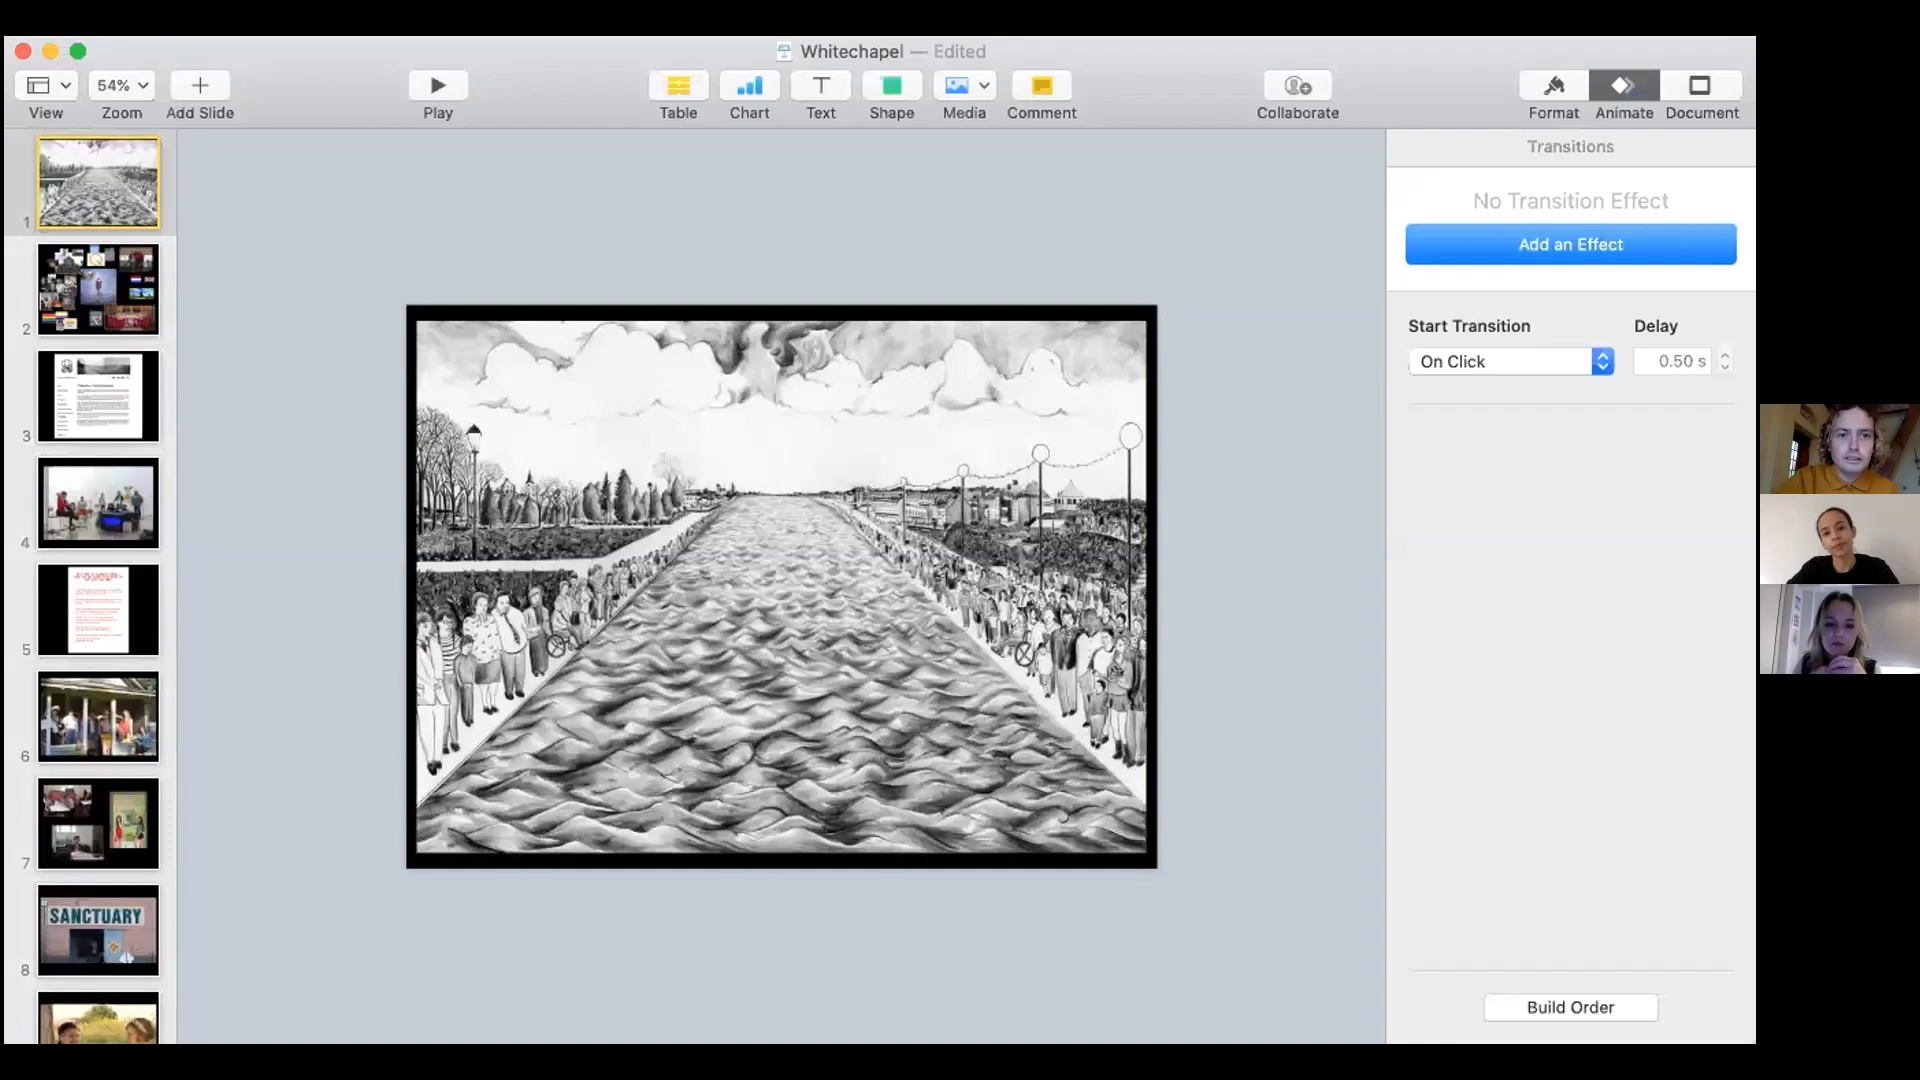 Whitechapel — Edited
54%
View
Zoom
Add Slide
Play
Table
Chart
Text
Shape
Media
Comment
Collaborate
Format
Animate
Document
Transitions
No Transition Effect
Add an Effect
Start Transition
Delay
On Click
0.50 s
Build Order
1
2
3
4
5
6
7
8
SANCTUARY